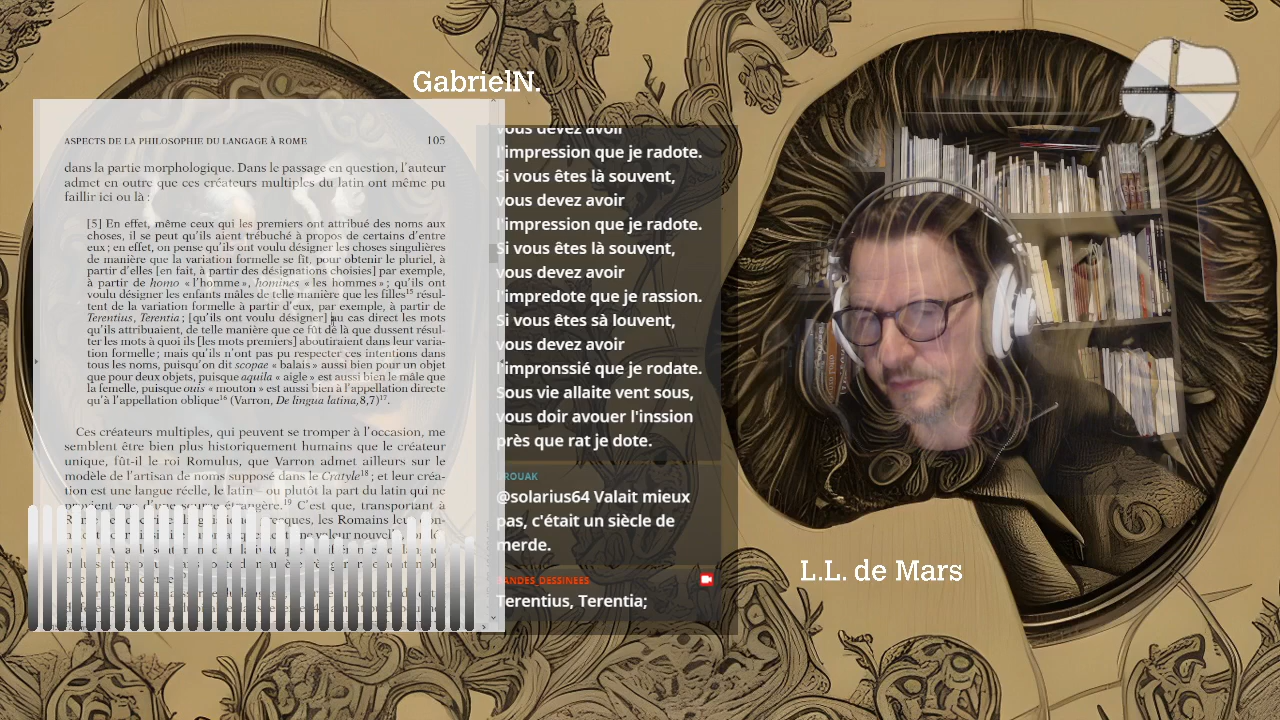 GabrielN.
ASPECTS DE LA PHILOSOPHIE DU LANGAGE À ROME 105
dans la partie morphologique. Dans le passage en question, l'auteur
admet en outre que ces créateurs multiples du latin ont même pu
faillir ici ou là :
[5] En effet, même ceux qui les premiers ont attribué des noms aux
choses, il se peut qu'ils aient trébuché à propos de certains d'entre
eux ; en effet, on pense qu'ils ont voulu désigner les choses singulières
de manière que la variation formelle se fît, pour obtenir le pluriel, à
partir d'elles [en fait, à partir des désignations choisies] par exemple,
à partir de homo « l'homme », homines « les hommes » ; qu'ils ont
voulu désigner les enfants mâles de telle manière que les filles¹⁵ résul-
tent de la variation formelle à partir d'eux, par exemple, à partir de
Terentius, Terentia ; [qu'ils ont voulu désigner] au cas direct les mots
qu'ils attribuaient, de telle manière que ce fût de là que dussent résul-
ter les mots à quoi ils [les mots premiers] aboutiraient dans leur varia-
tion formelle ; mais qu'ils n'ont pas pu respecter ces intentions dans
tous les noms, puisqu'on dit scopae « balais » aussi bien pour un objet
que pour deux objets, puisque aquila « aigle » est aussi bien le mâle que
la femelle, puisque ouis « mouton » est aussi bien à l'appellation directe
qu'à l'appellation oblique¹⁶ (Varron, De lingua latina, 8,7)¹⁷.
Ces créateurs multiples, qui peuvent se tromper à l'occasion, me
semblent être bien plus historiquement humains que le créateur
unique, fût-il le roi Romulus, que Varron admet ailleurs sur le
modèle de l'artisan de noms supposé dans le Cratyle¹⁸ ; et leur créa-
tion est une langue réelle, le latin – ou plutôt la part du latin qui ne
provient pas d'une source étrangère.¹⁹ C'est que, transportant à
les Romains leur
vous devez avoir
l'impression que je radote.
Si vous êtes là souvent,
vous devez avoir
l'impression que je radote.
Si vous êtes là souvent,
vous devez avoir
l'impredote que je rassion.
Si vous êtes sà louvent,
vous devez avoir
l'impronssié que je rodate.
Sous vie allaite vent sous,
vous doir avouer l'inssion
près que rat je dote.
ROUAK
@solarius64 Valait mieux
pas, c'était un siècle de
merde.
BANDES_DESSINEES
Terentius, Terentia;
L.L. de Mars